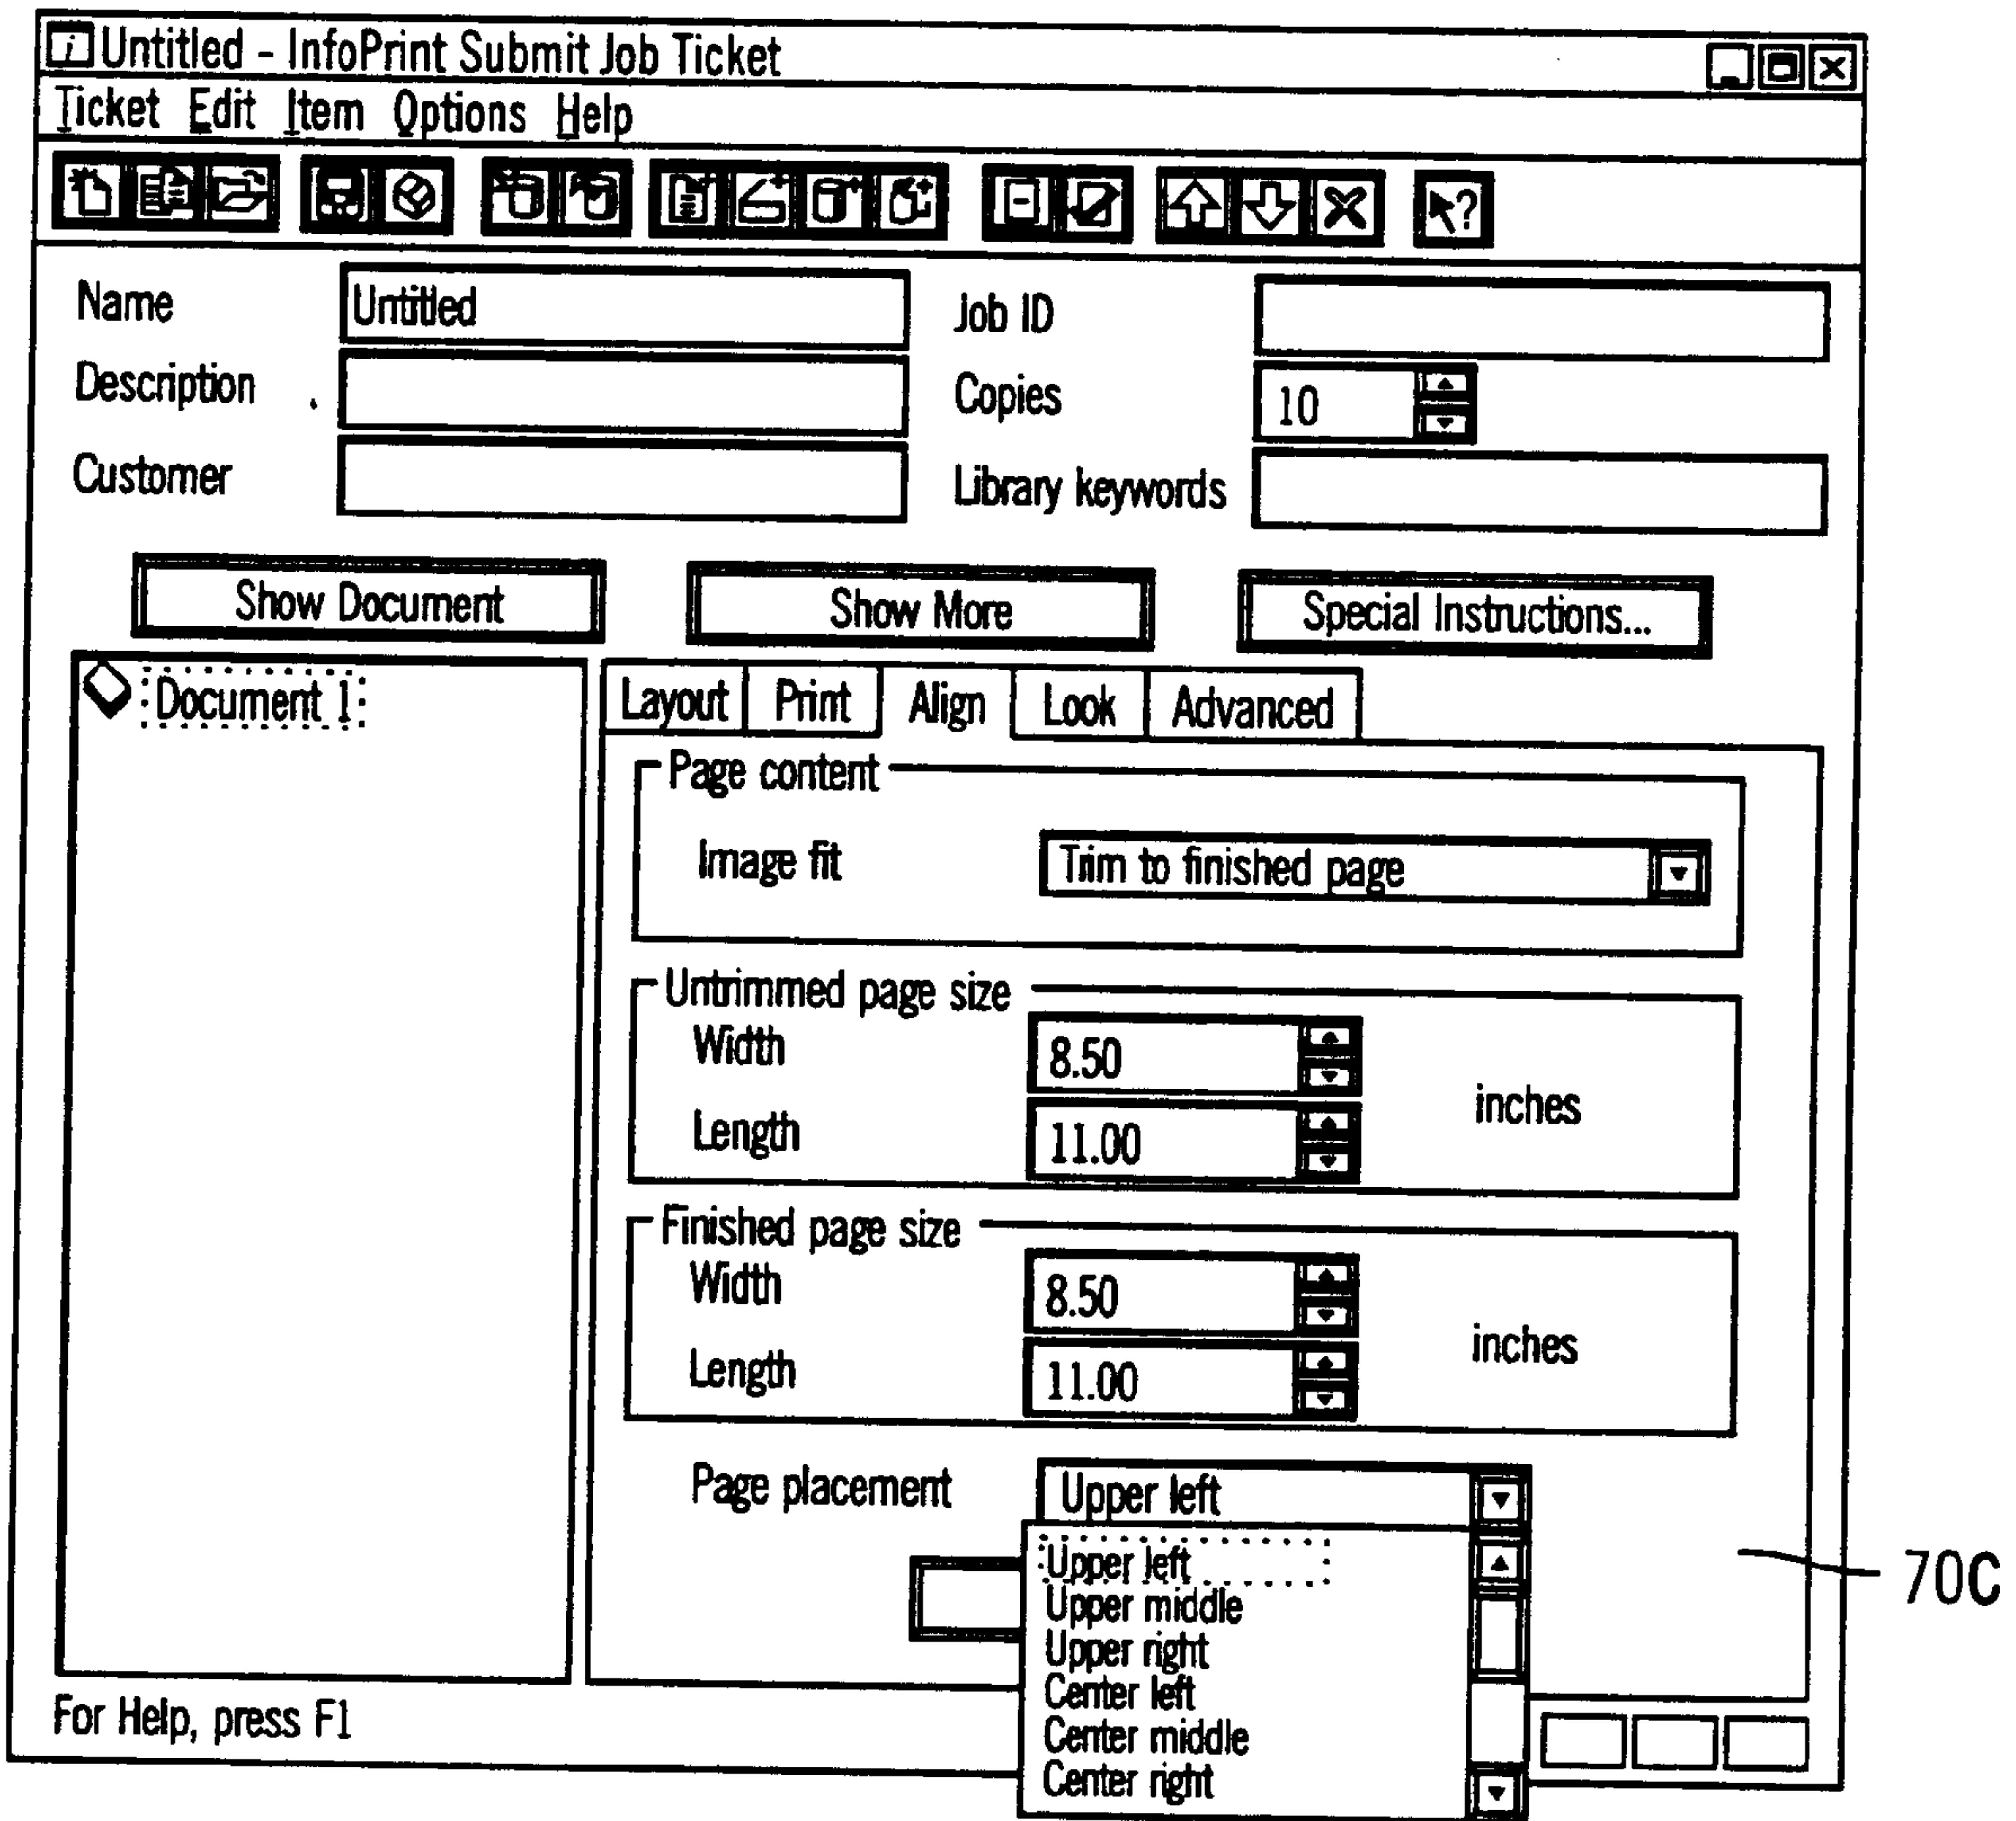 Untitled - InfoPrint Submit Job Ticket
Ticket Edit Item Options Help
Name Untitled Job ID
Description Copies 10
Customer Library keywords
Show Document Show More Special Instructions...
Document 1
Layout Print Align Look Advanced
Page content
Image fit Trim to finished page
Untrimmed page size
Width 8.50
inches
Length 11.00
Finished page size
Width 8.50
inches
Length 11.00
Page placement Upper left
Upper left
Upper middle
Upper right
Center left
Center middle
Center right
70C
For Help, press F1